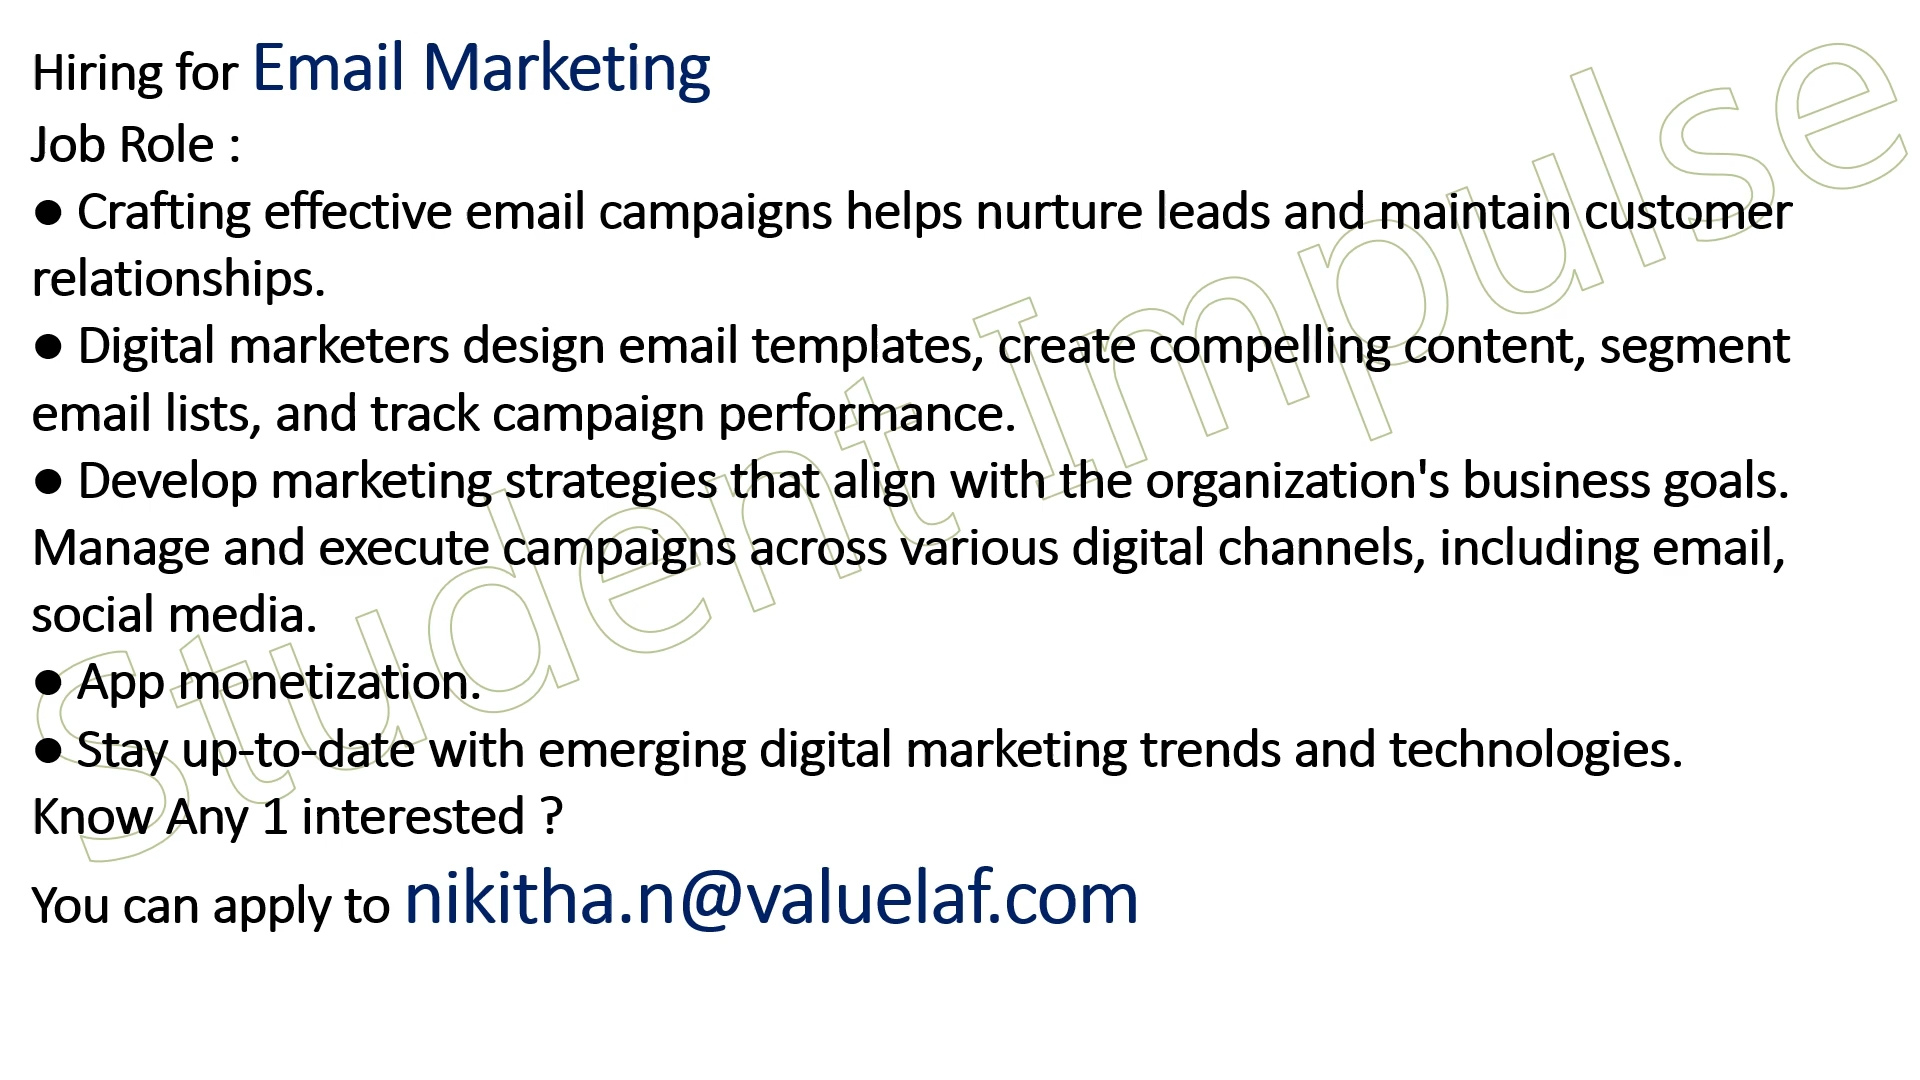 Hiring for Email Marketing
Job Role :
● Crafting effective email campaigns helps nurture leads and maintain customer
relationships.
● Digital marketers design email templates, create compelling content, segment
email lists, and track campaign performance.
● Develop marketing strategies that align with the organization's business goals.
Manage and execute campaigns across various digital channels, including email,
social media.
● App monetization.
● Stay up-to-date with emerging digital marketing trends and technologies.
Know Any 1 interested ?
You can apply to nikitha.n@valuelaf.com
Student Impulse